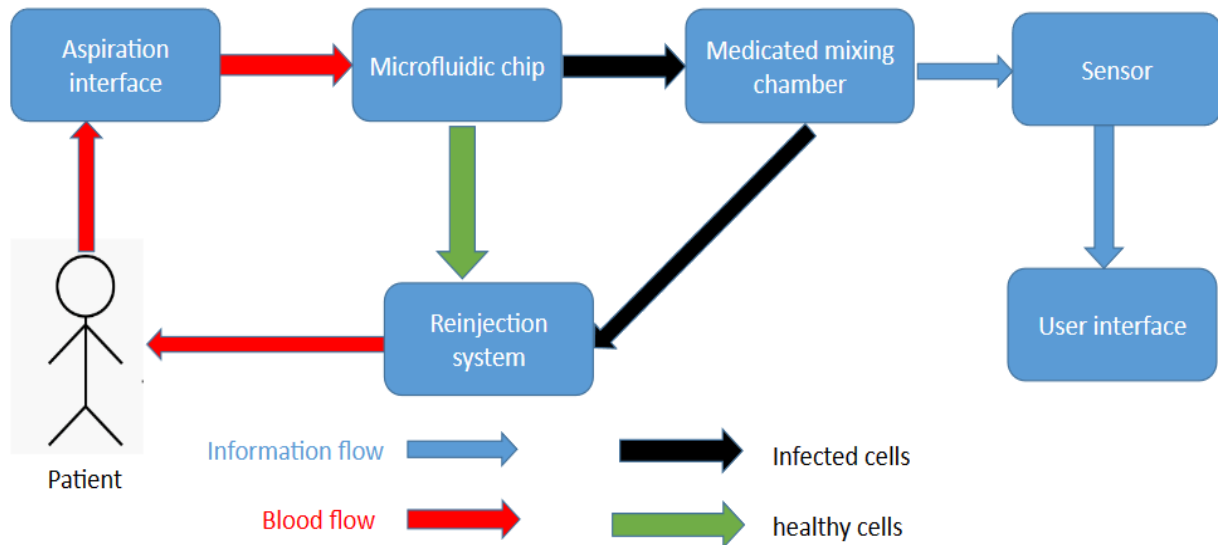 Aspiration
interface
Microfluidic chip
Medicated mixing
chamber
Sensor
Reinjection
system
User interface
Patient
Information flow
Infected cells
Blood flow
healthy cells